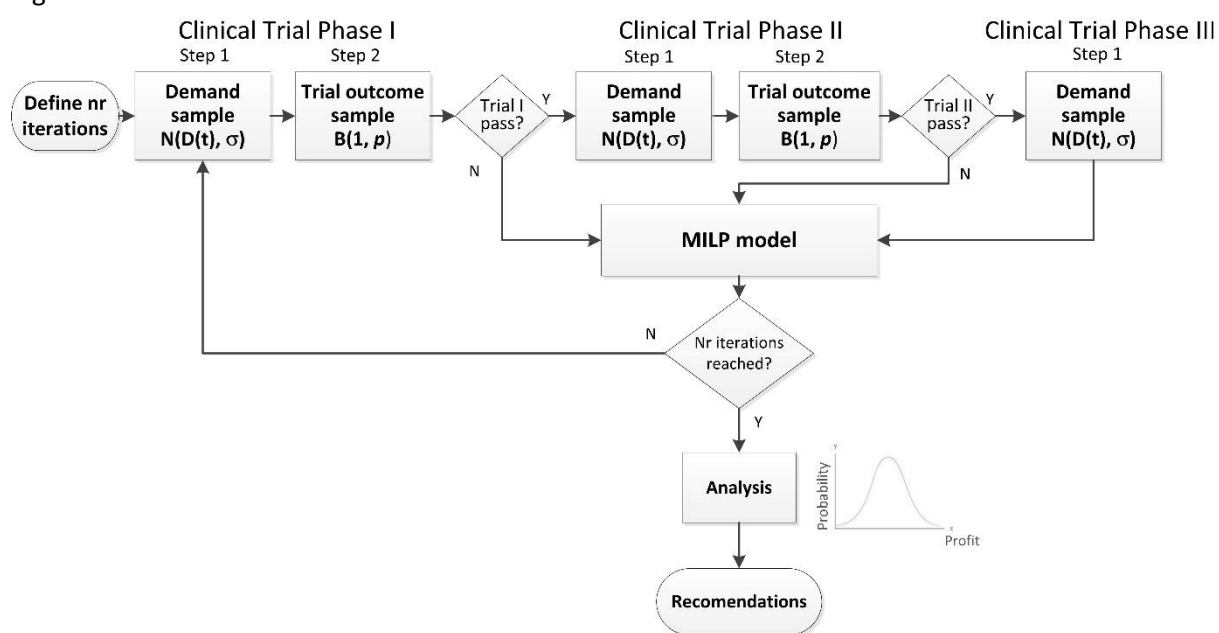 Clinical Trial Phase I
Clinical Trial Phase II
Clinical Trial Phase III
Step 1
Step 2
Step 1
Step 2
Step 1
Define nr
iterations
Demand
sample
N(D(t), σ)
Trial outcome
sample
B(1, p)
Trial I
pass?
Y
N
Demand
sample
N(D(t), σ)
Trial outcome
sample
B(1, p)
Trial II
pass?
Y
N
Demand
sample
N(D(t), σ)
MILP model
Nr iterations
reached?
N
Y
Analysis
Y
Probability
x
Profit
Recomendations